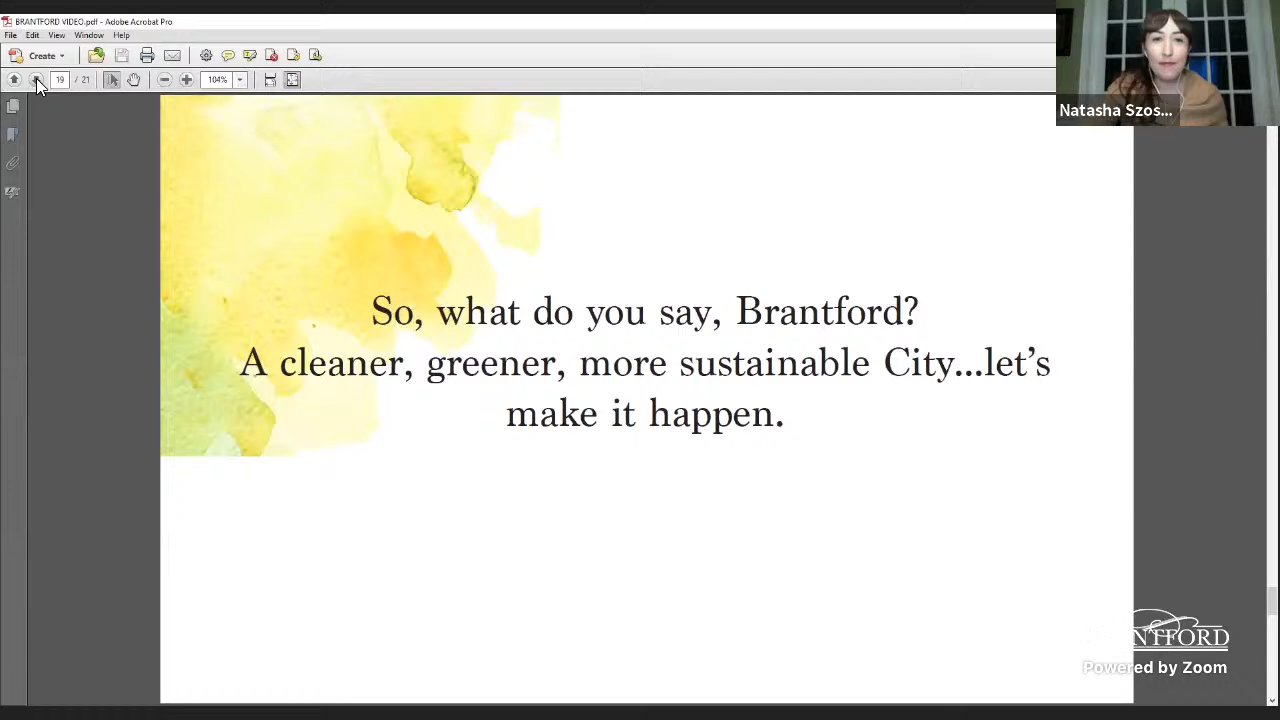 BRANTFORD VIDEO.pdf - Adobe Acrobat Pro
File Edit View Window Help
Create
19 / 21
104%
Natasha Szos...
So, what do you say, Brantford?
A cleaner, greener, more sustainable City...let's
make it happen.
NTFORD
Powered by Zoom